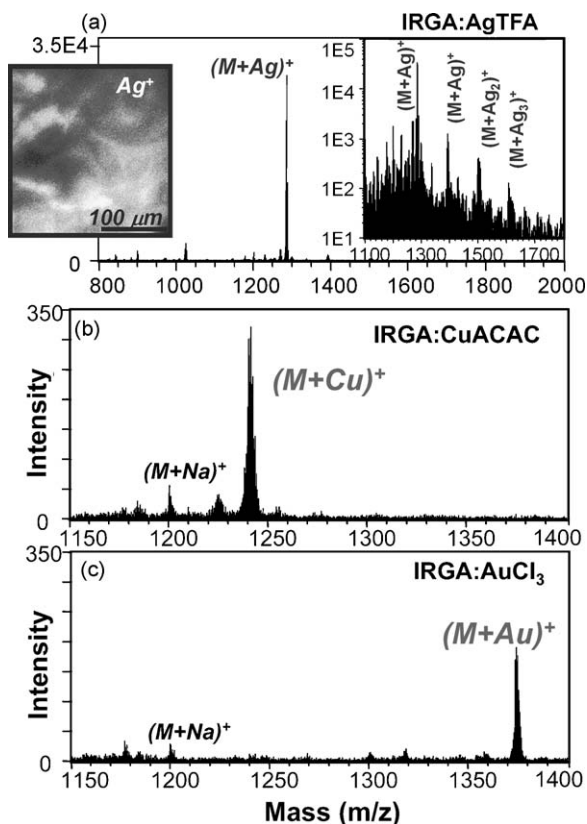 (a)
IRGA:AgTFA
3.5E4
(M+Ag)+
Ag+
100 μm
1E5
1E4
1E3
1E2
1E1
(M+Ag)+
(M+Ag)+
(M+Ag2)+
(M+Ag3)+
1100 1300 1500 1700
0
800 1000 1200 1400 1600 1800 2000
350
(b)
IRGA:CuACAC
(M+Cu)+
(M+Na)+
Intensity
0
1150 1200 1250 1300 1350 1400
350
(c)
IRGA:AuCl3
(M+Au)+
(M+Na)+
Intensity
0
1150 1200 1250 1300 1350 1400
Mass (m/z)